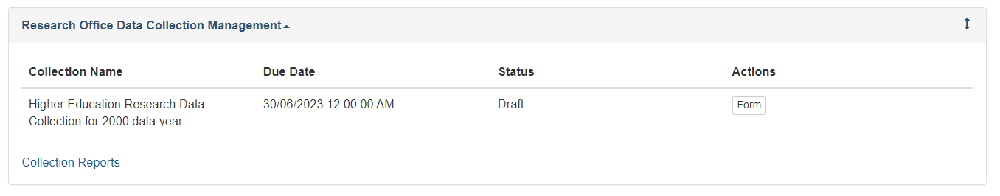 Research Office Data Collection Management
Collection Name Due Date Status Actions
Higher Education Research Data 30/06/2023 12:00:00 AM Draft Form
Collection for 2000 data year
Collection Reports